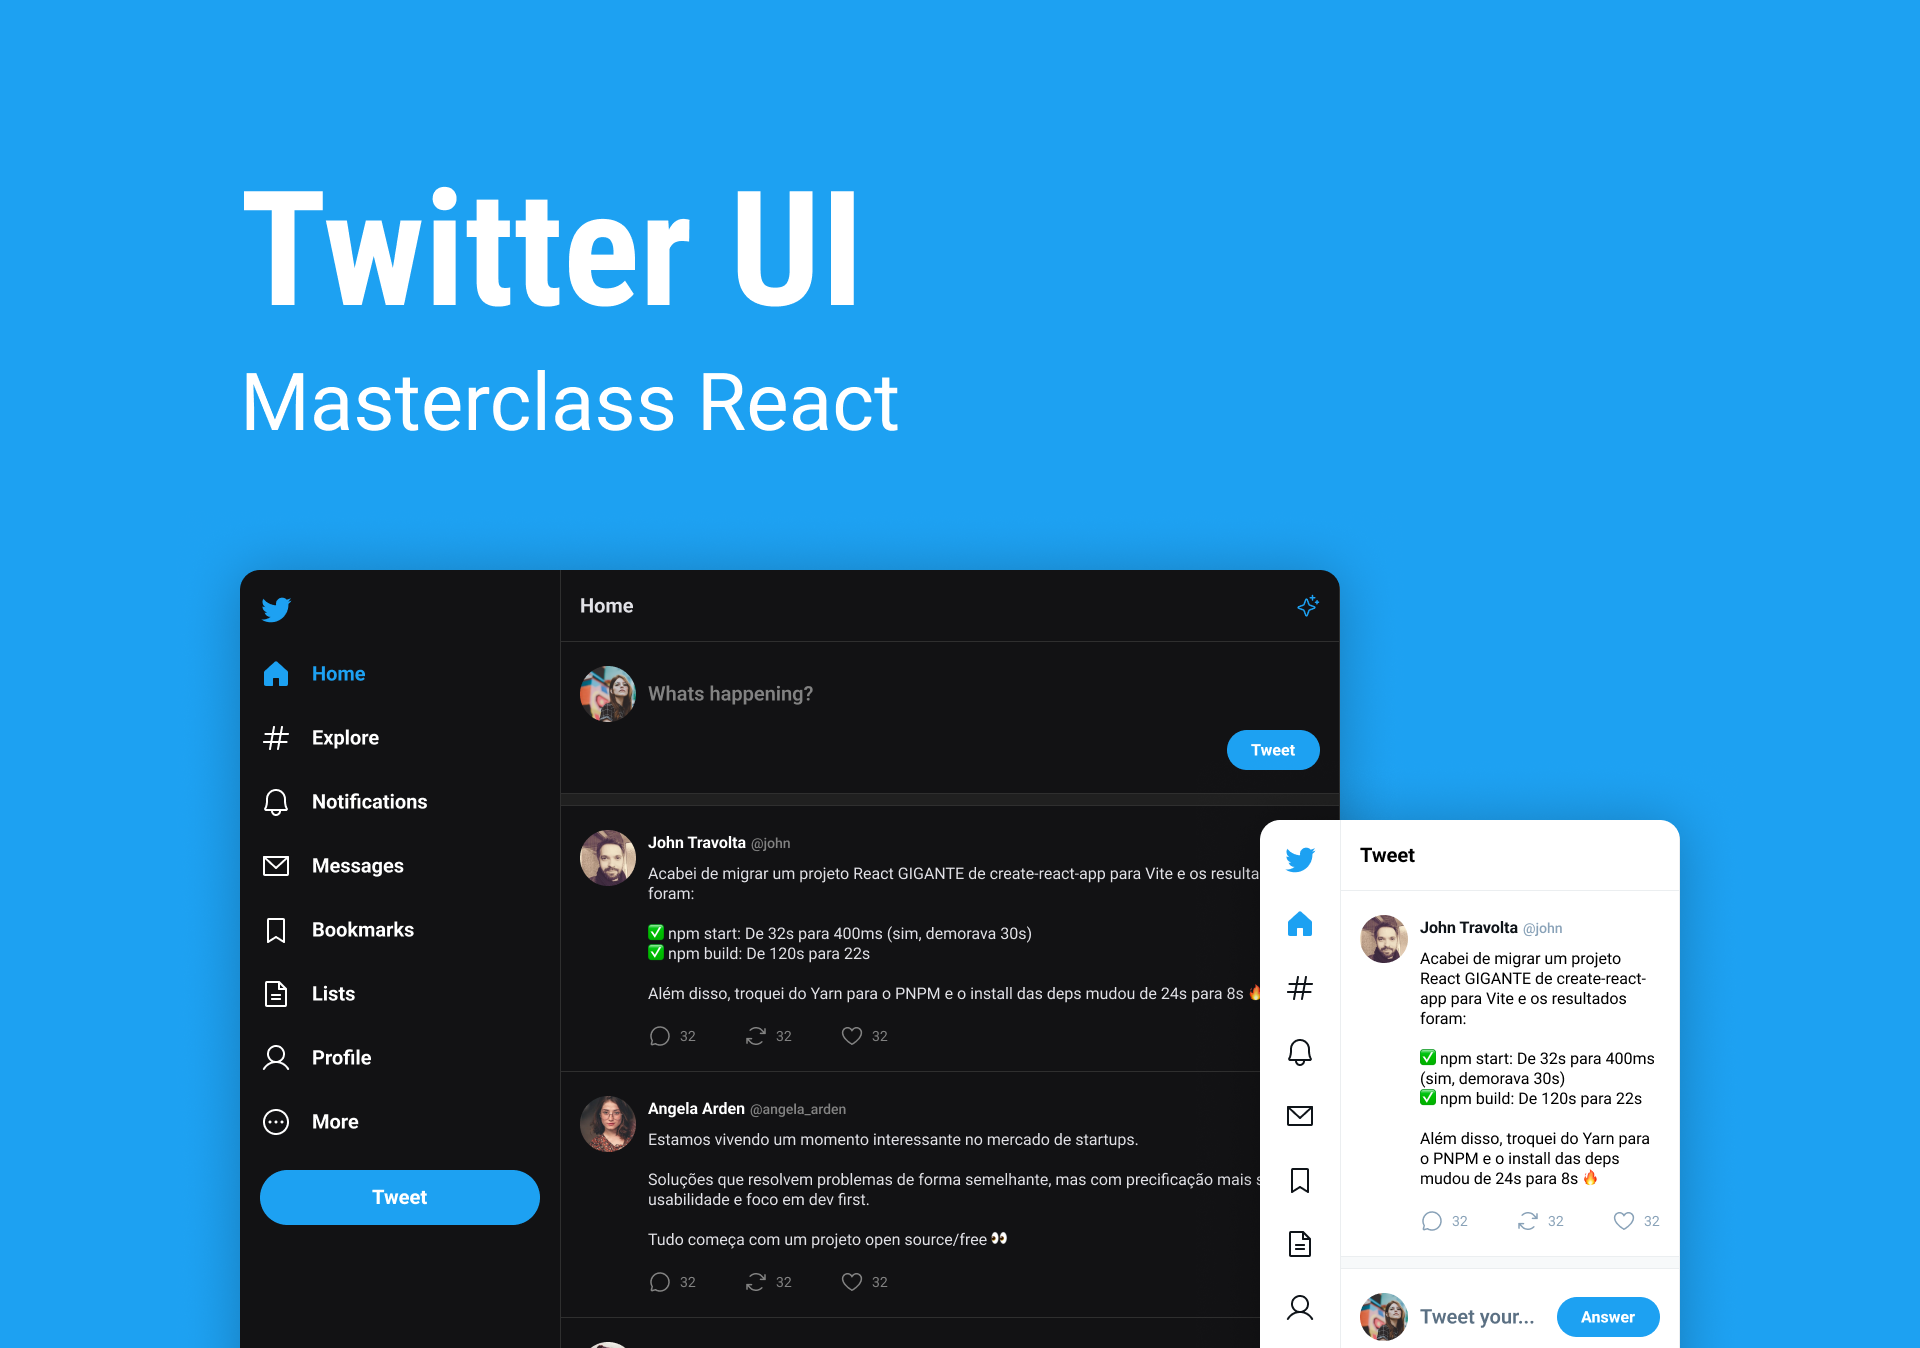 Twitter UI
Masterclass React
Home
Explore
Notifications
Messages
Bookmarks
Lists
Profile
More
Tweet
Home
Whats happening?
Tweet
John Travolta @john
Acabei de migrar um projeto React GIGANTE de create-react-app para Vite e os resulta
foram:
✅ npm start: De 32s para 400ms (sim, demorava 30s)
✅ npm build: De 120s para 22s
Além disso, troquei do Yarn para o PNPM e o install das deps mudou de 24s para 8s 🔥
32 32 32
Angela Arden @angela_arden
Estamos vivendo um momento interessante no mercado de startups.
Soluções que resolvem problemas de forma semelhante, mas com precificação mais s
usabilidade e foco em dev first.
Tudo começa com um projeto open source/free 👀
32 32 32
Tweet
John Travolta @john
Acabei de migrar um projeto
React GIGANTE de create-react-
app para Vite e os resultados
foram:
✅ npm start: De 32s para 400ms
(sim, demorava 30s)
✅ npm build: De 120s para 22s
Além disso, troquei do Yarn para
o PNPM e o install das deps
mudou de 24s para 8s 🔥
32 32 32
Tweet your...
Answer